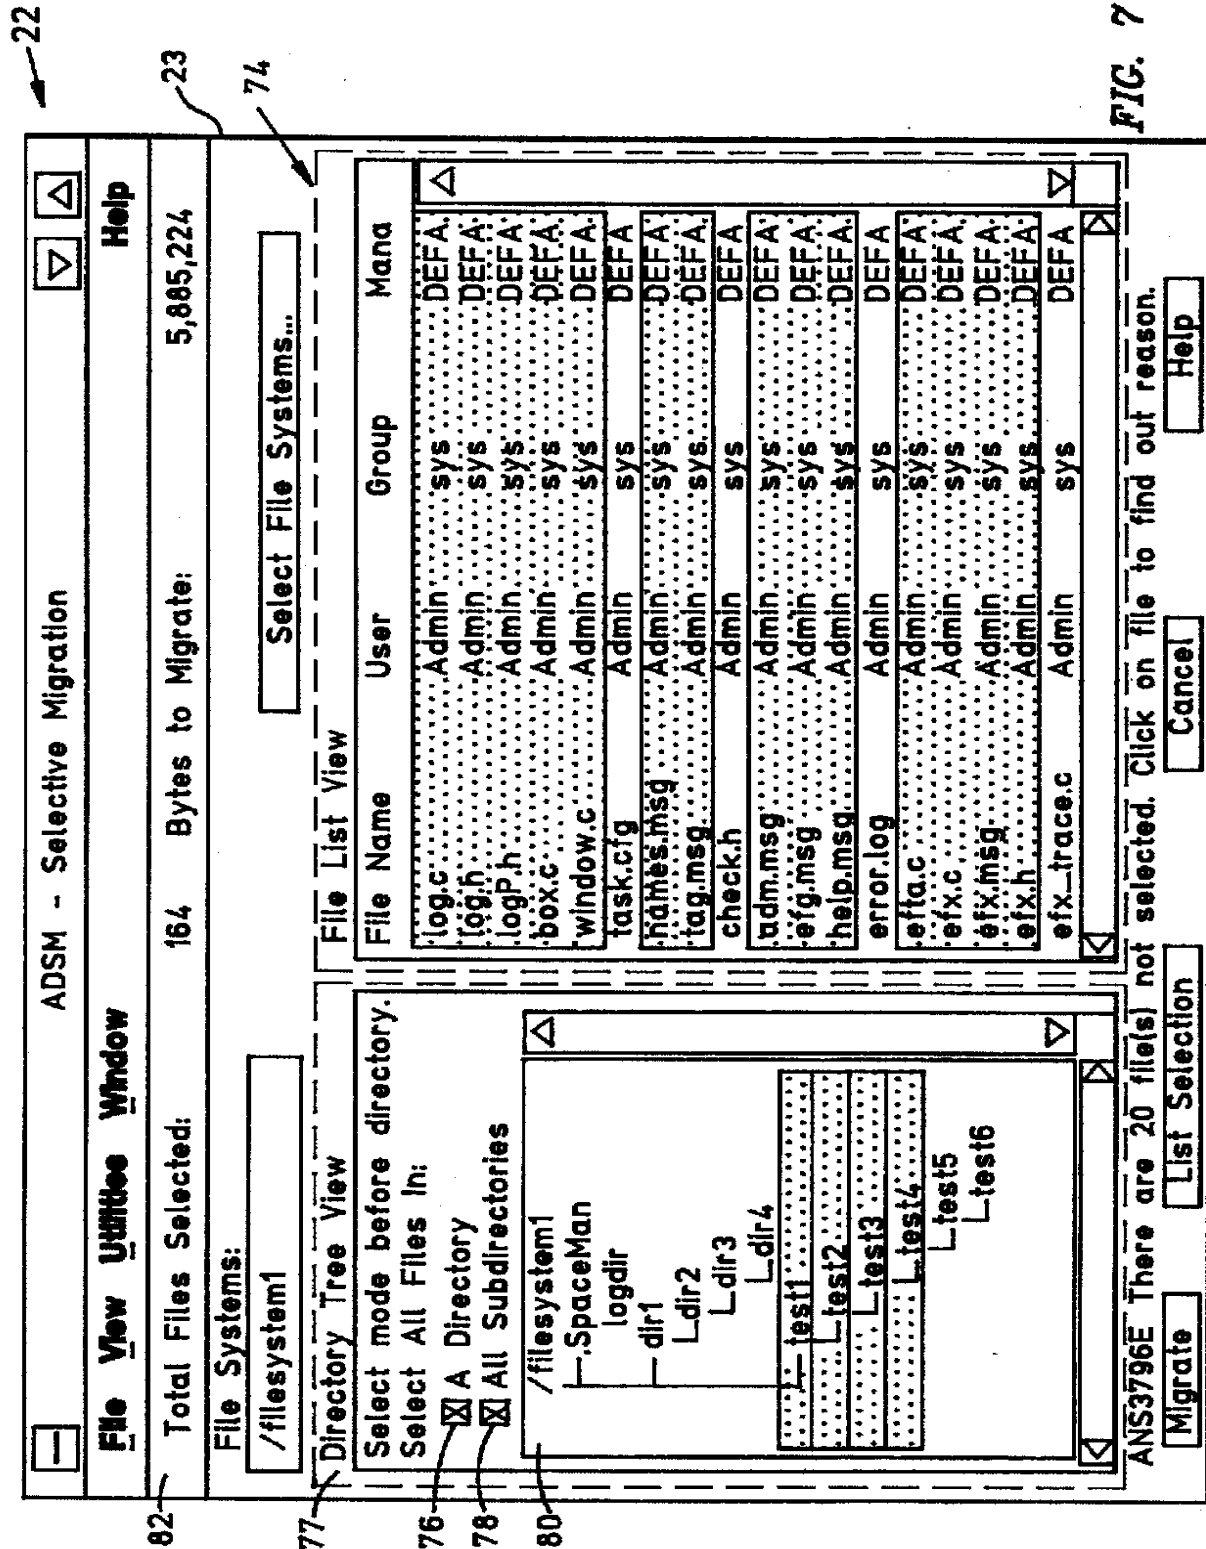 22
ADSM - Selective Migration
File View Utilities Window Help
82
Total Files Selected: 164 Bytes to Migrate: 5,885,224
23
File Systems:
/filesystem1
Select File Systems...
74
77
Directory Tree View
Select mode before directory.
Select All Files In:
76
A Directory
78
All Subdirectories
80
/filesystem1
.SpaceMan
logdir
dir1
dir2
dir3
dir4
test1
test2
test3
test4
test5
test6
File List View
File Name User Group Mana
log.c Admin sys DEFA
log.h Admin sys DEFA
logP.h Admin sys DEFA
box.c Admin sys DEFA
window.c Admin sys DEFA
task.cfg Admin sys DEFA
names.msg Admin sys DEFA
tag.msg Admin sys DEFA
check.h Admin sys DEFA
adm.msg Admin sys DEFA
efg.msg Admin sys DEFA
help.msg Admin sys DEFA
error.log Admin sys DEFA
efta.c Admin sys DEFA
efx.c Admin sys DEFA
efx.msg Admin sys DEFA
efx.h Admin sys DEFA
efx_trace.c Admin sys DEFA
ANS3796E There are 20 file(s) not selected. Click on file to find out reason.
Migrate List Selection Cancel Help
FIG. 7